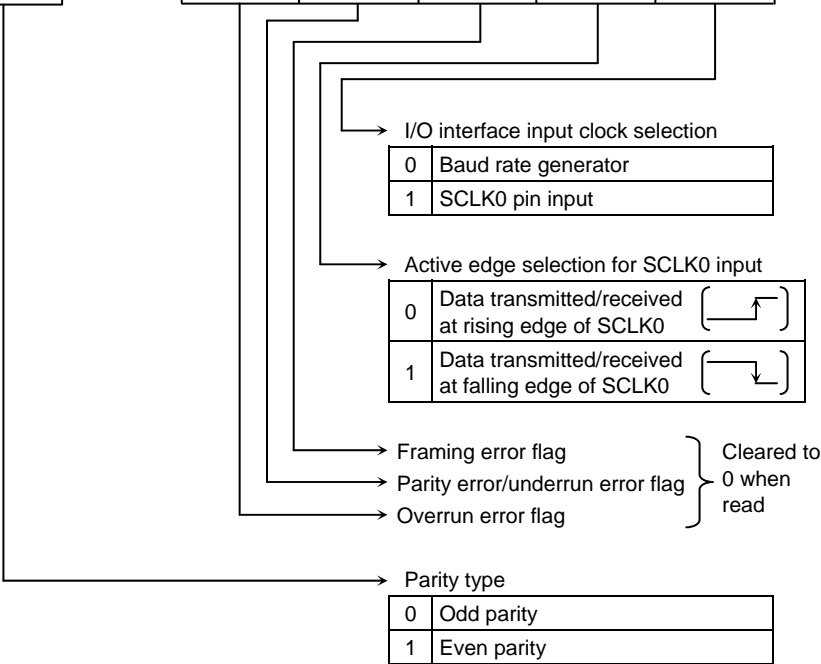 I/O interface input clock selection
0 Baud rate generator
1 SCLK0 pin input
Active edge selection for SCLK0 input
0 Data transmitted/received
at rising edge of SCLK0
1 Data transmitted/received
at falling edge of SCLK0
Framing error flag
Parity error/underrun error flag
Overrun error flag
Cleared to
0 when
read
Parity type
0 Odd parity
1 Even parity